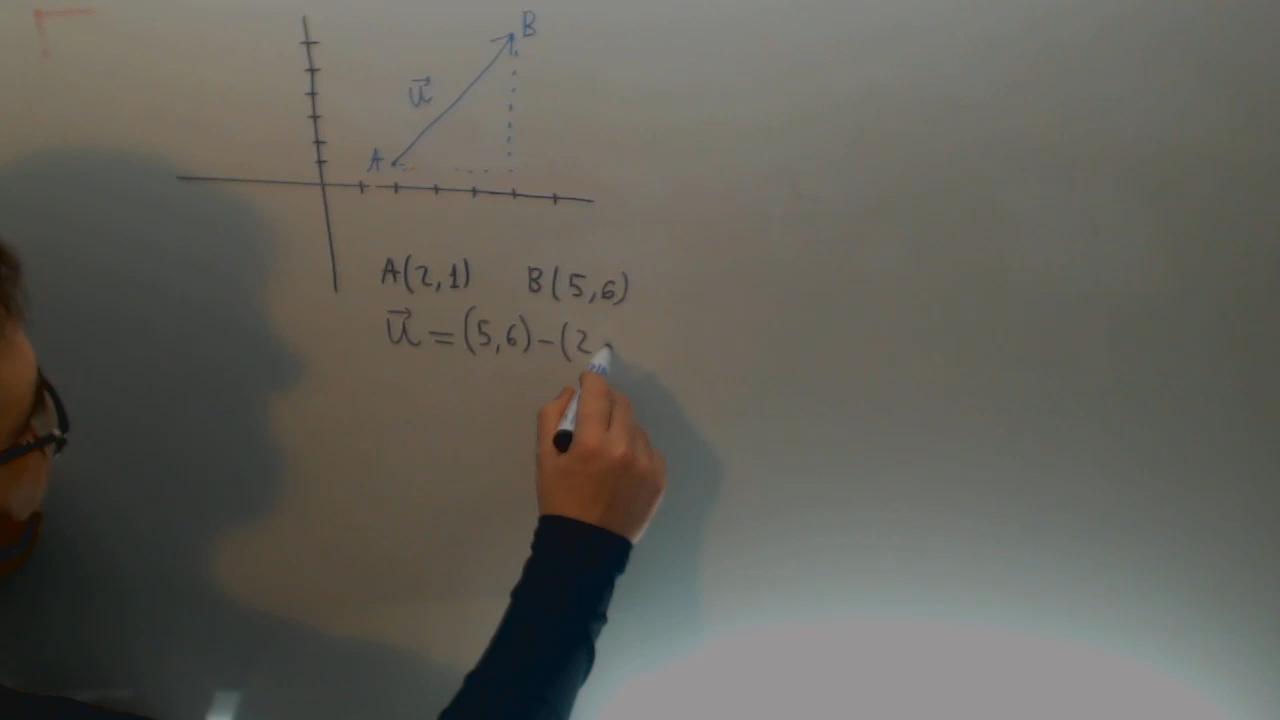 B
u⃗
A
A(2,1) B(5,6)
u⃗ = (5,6) - (2